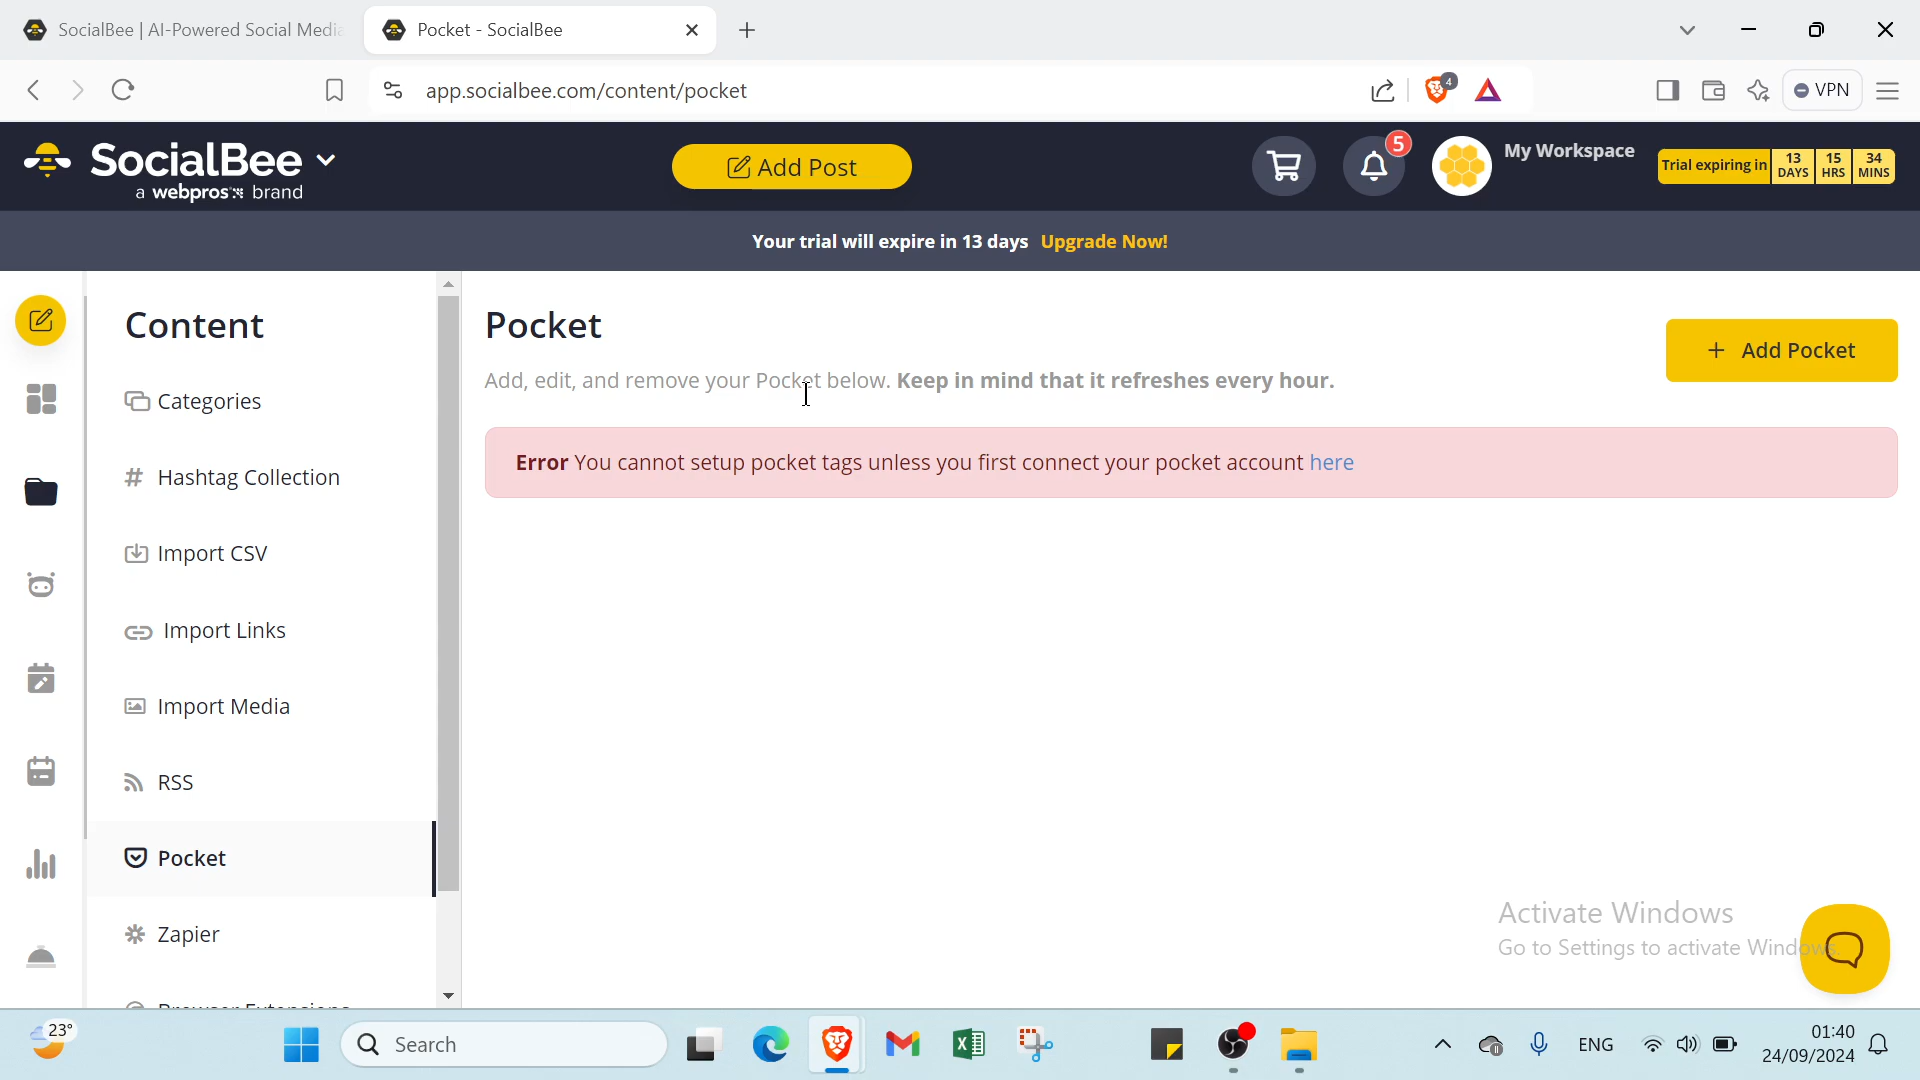 SocialBee | AI-Powered Social Media
Pocket - SocialBee
app.socialbee.com/content/pocket
4
VPN
SocialBee
a webpros brand
Add Post
5
My Workspace
Trial expiring in 13 DAYS 15 HRS 34 MINS
Your trial will expire in 13 days Upgrade Now!
Content
Categories
# Hashtag Collection
Import CSV
Import Links
Import Media
RSS
Pocket
Zapier
Browser Extensions
Pocket
Add, edit, and remove your Pocket below. Keep in mind that it refreshes every hour.
+ Add Pocket
Error You cannot setup pocket tags unless you first connect your pocket account here
Activate Windows
Go to Settings to activate Windows.
23°
Search
ENG
01:40
24/09/2024